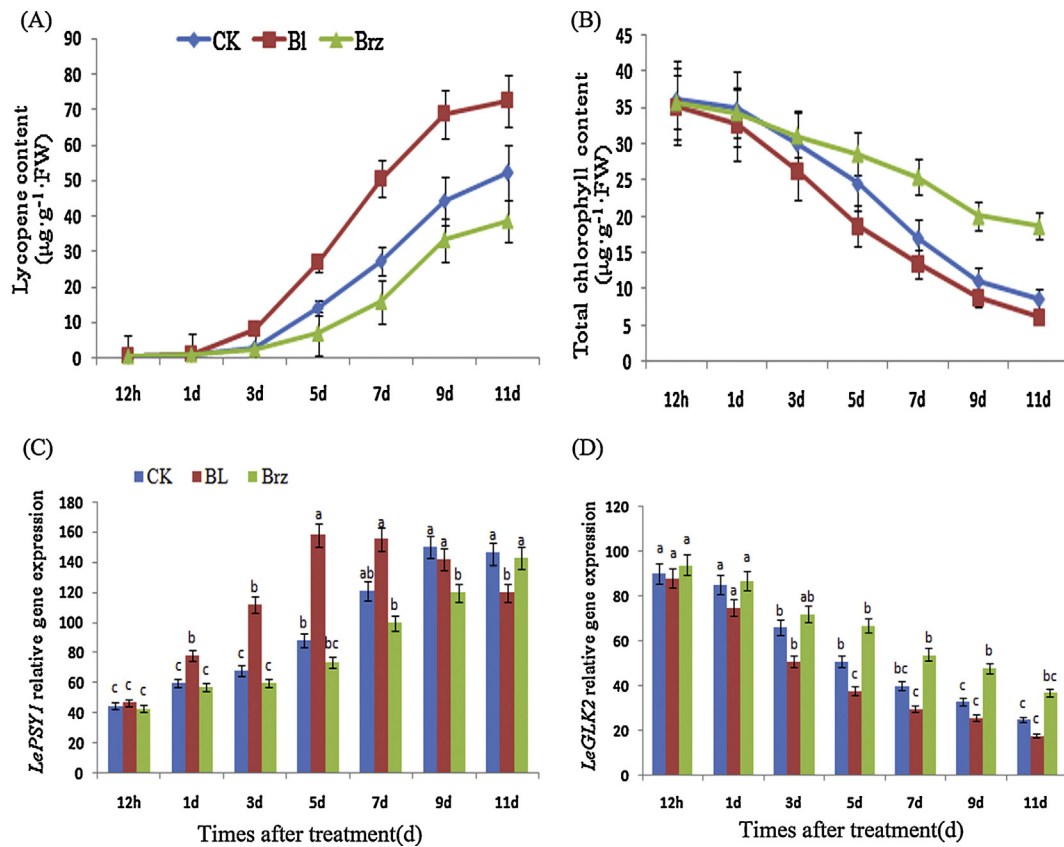 (A)
(B)
CK Bl Brz
Lycopene content
(µg·g-1·FW)
90
80
70
60
50
40
30
20
10
0
12h 1d 3d 5d 7d 9d 11d
Total chlorophyll content
(µg·g-1·FW)
45
40
35
30
25
20
15
10
5
0
12h 1d 3d 5d 7d 9d 11d
(C)
(D)
CK BL Brz
LePSY1 relative gene expression
180
160
140
120
100
80
60
40
20
0
c c c c b c c b c b a bc ab a b a a b a b a
12h 1d 3d 5d 7d 9d 11d
Times after treatment(d)
LeGLK2 relative gene expression
120
100
80
60
40
20
0
a a a a a a b b ab b c b bc c b c c b c c bc
12h 1d 3d 5d 7d 9d 11d
Times after treatment(d)